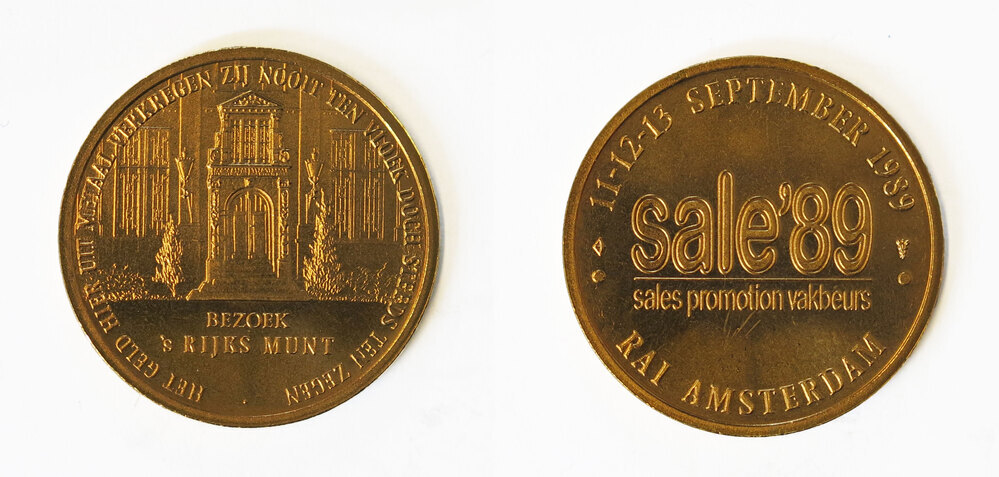 HET GELD HIER UIT METAAL VERKREGEN ZIJ NOOIT TEN VLOEK DOCH STEEDS TEN ZEGEN
BEZOEK
's RIJKS MUNT
11-12-13 SEPTEMBER 1989
sale'89
sales promotion vakbeurs
RAI AMSTERDAM